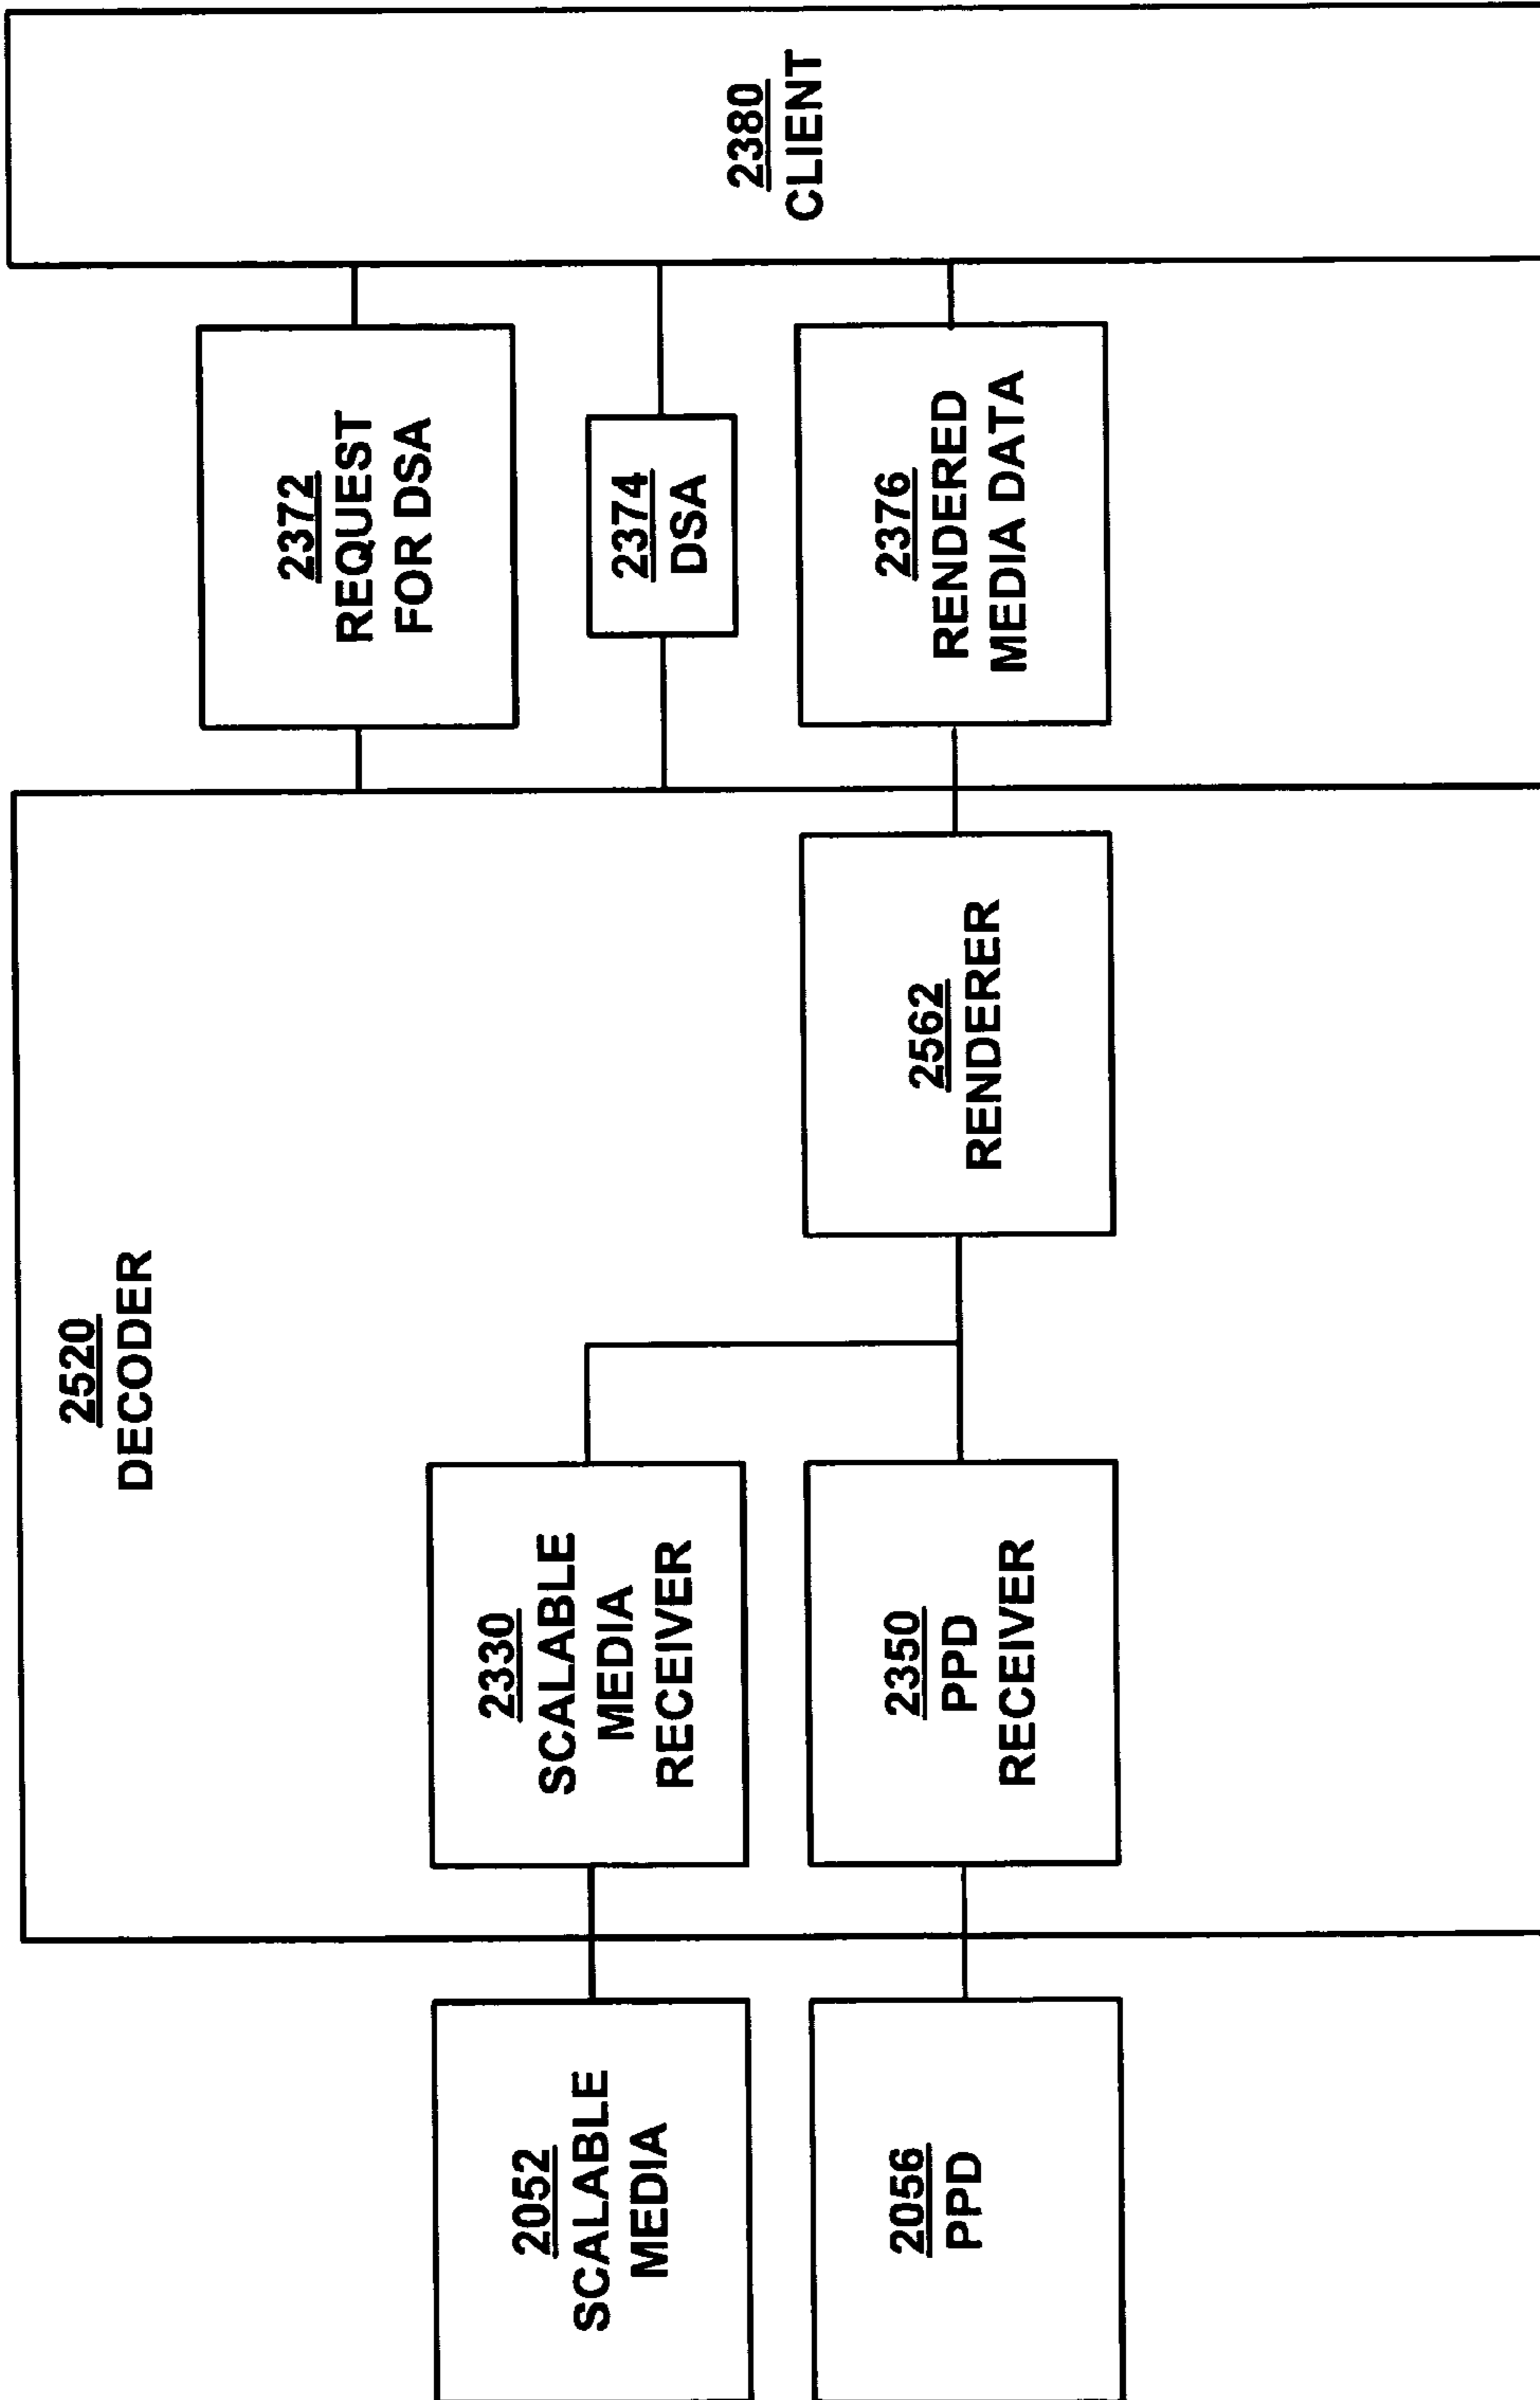 2520
DECODER
2052
SCALABLE
MEDIA
2330
SCALABLE
MEDIA
RECEIVER
2056
PPD
2350
PPD
RECEIVER
2562
RENDERER
2372
REQUEST
FOR DSA
2374
DSA
2376
RENDERED
MEDIA DATA
2380
CLIENT